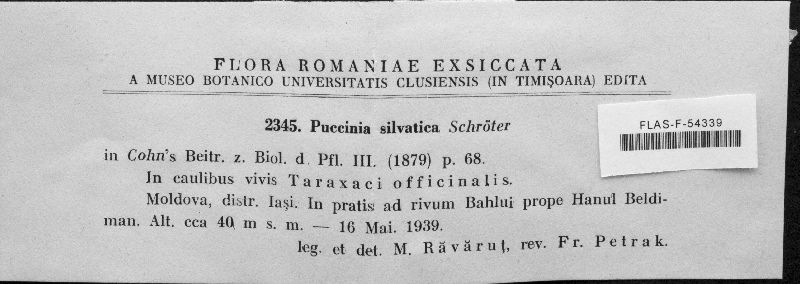 FLORA ROMANIAE EXSICCATA
A MUSEO BOTANICO UNIVERSITATIS CLUSIENSIS (IN TIMIŞOARA) EDITA
2345. Puccinia silvatica Schröter
FLAS-F-54339
in Cohn's Beitr. z. Biol. d. Pfl. III. (1879) p. 68.
In caulibus vivis Taraxaci officinalis.
Moldova, distr. Iaşi. In pratis ad rivum Bahlui prope Hanul Beldi-
man. Alt. cca 40 m s. m. — 16 Mai. 1939.
leg. et det. M. Răvăruţ, rev. Fr. Petrak.